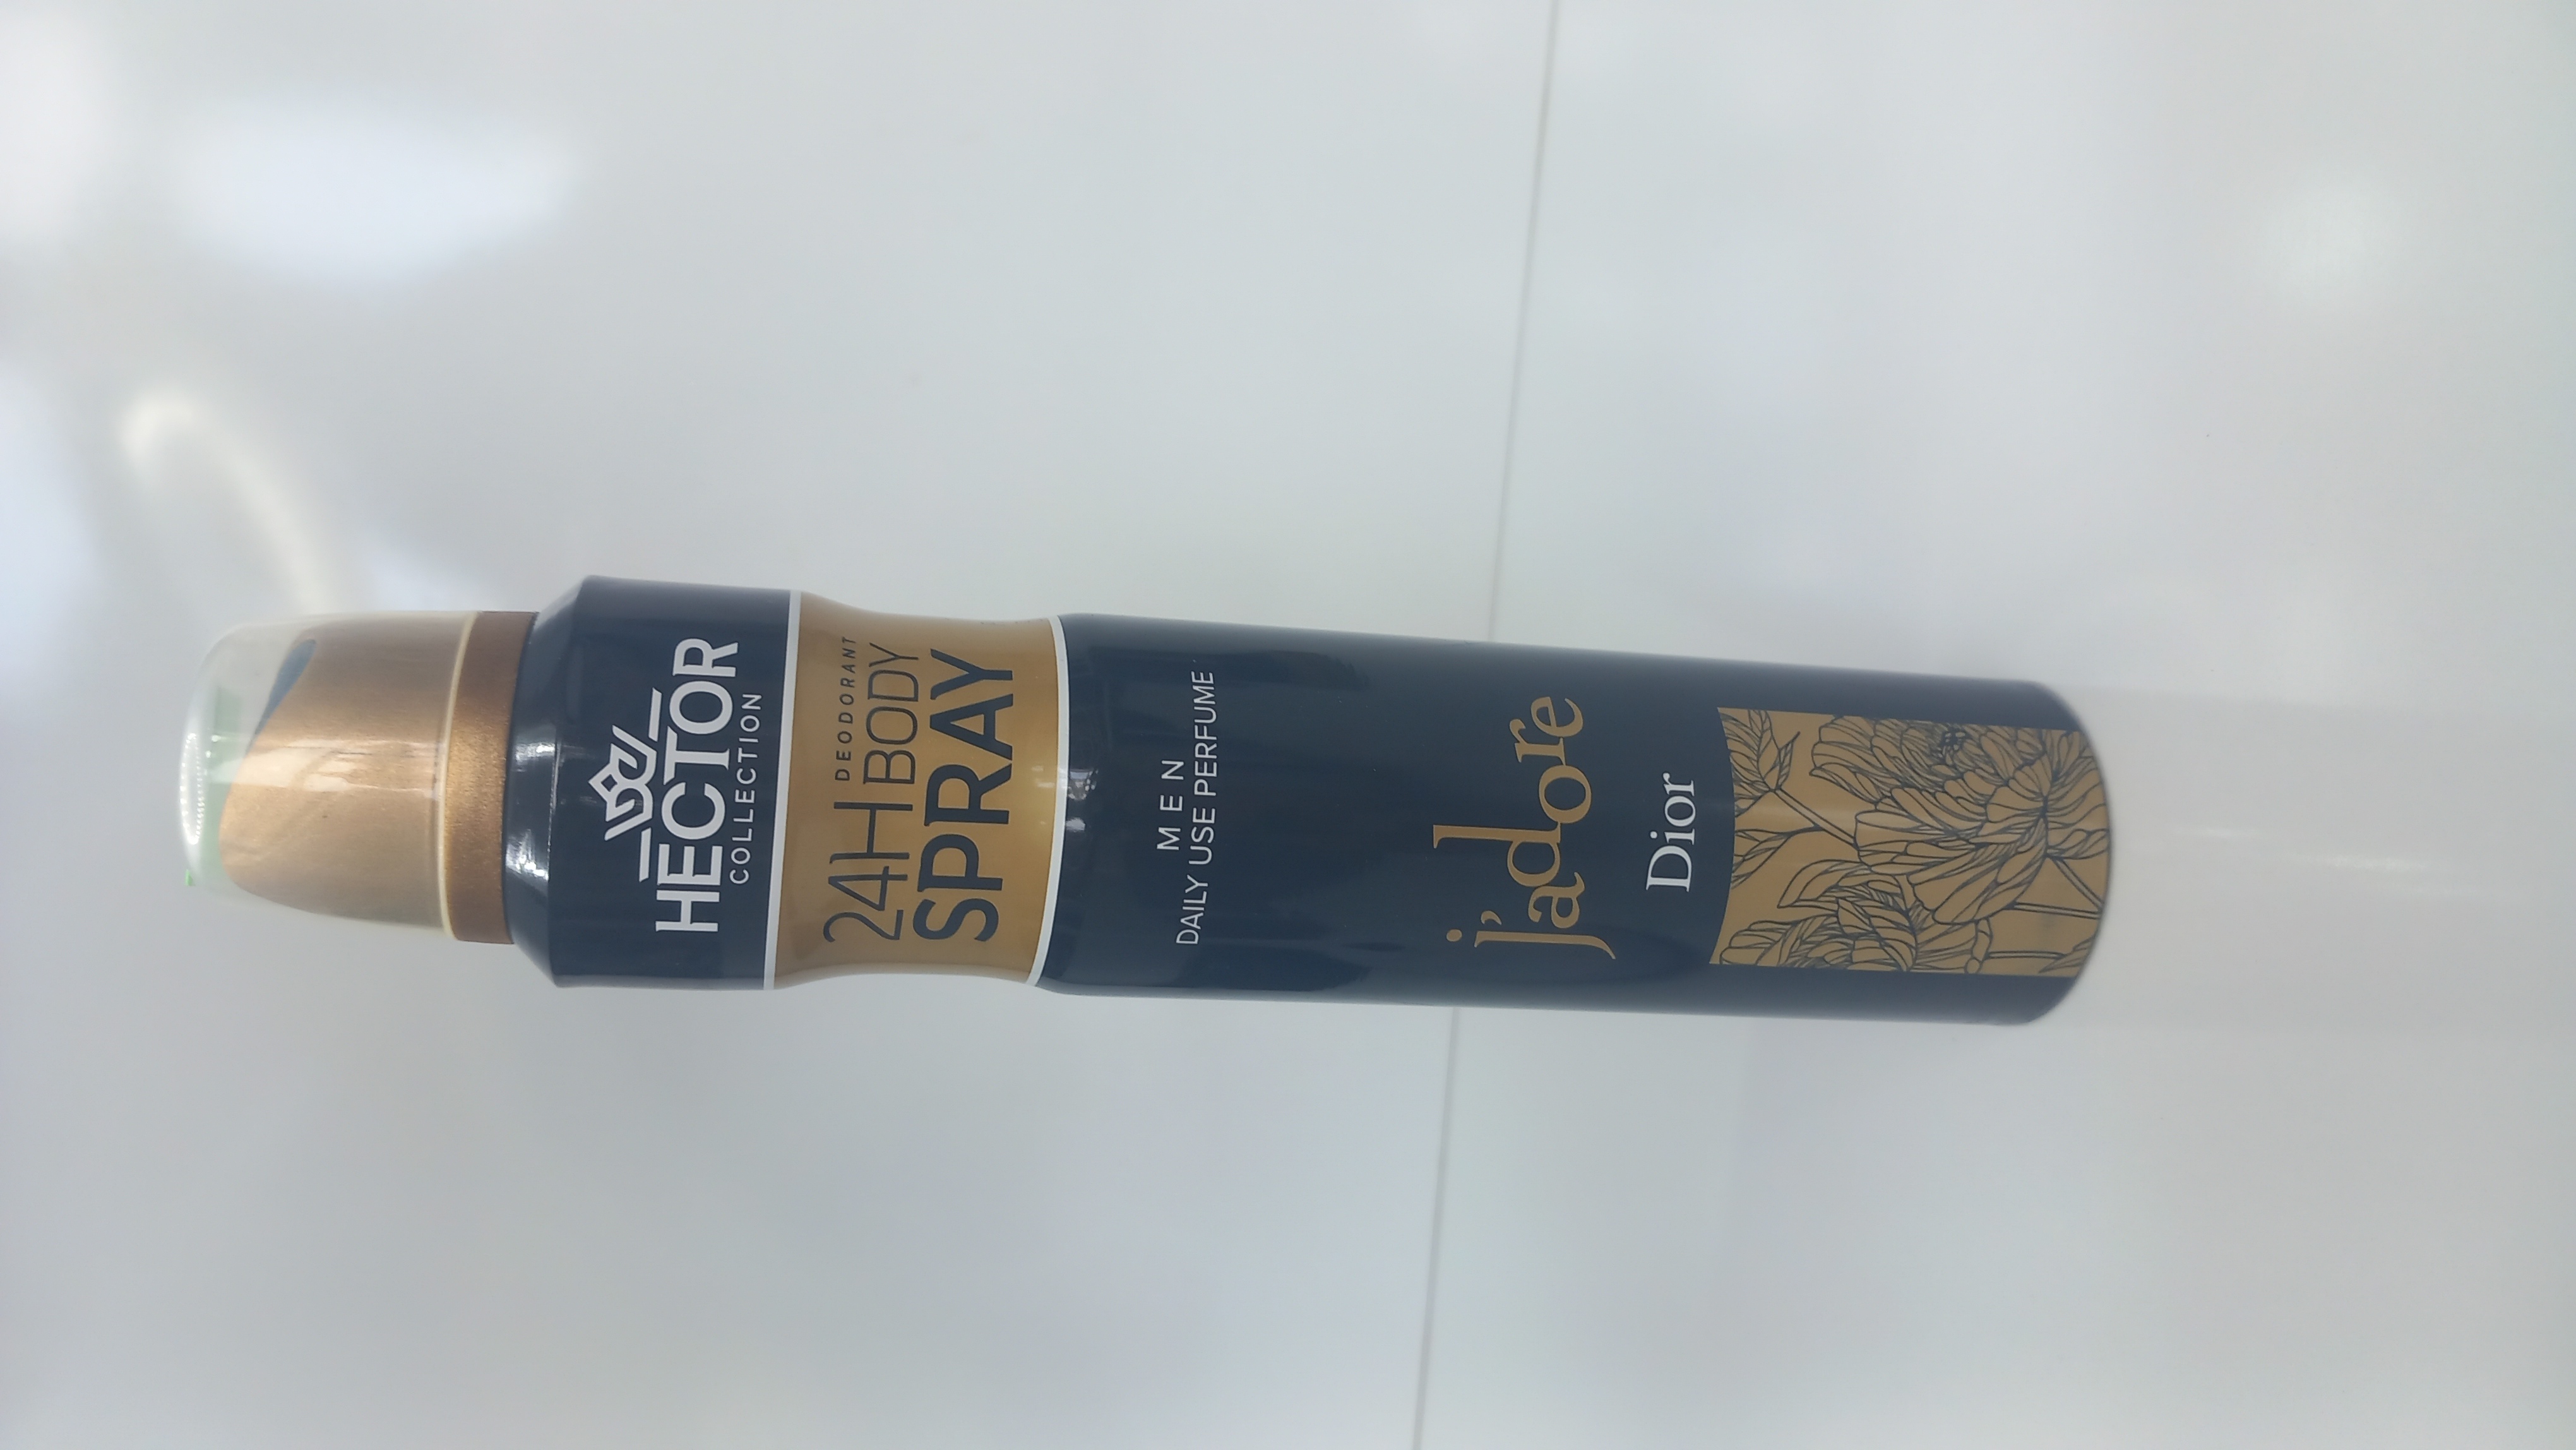 HECTOR
COLLECTION
DEODORANT
24H BODY
SPRAY
MEN
DAILY USE PERFUME
j'adore
Dior